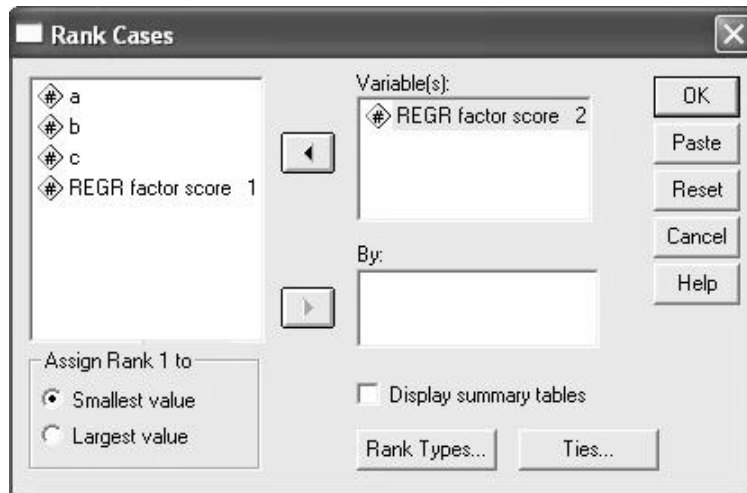 Rank Cases
a
b
c
REGR factor score 1
Variable(s):
REGR factor score 2
By:
OK
Paste
Reset
Cancel
Help
Assign Rank 1 to
Smallest value
Largest value
Display summary tables
Rank Types...
Ties...